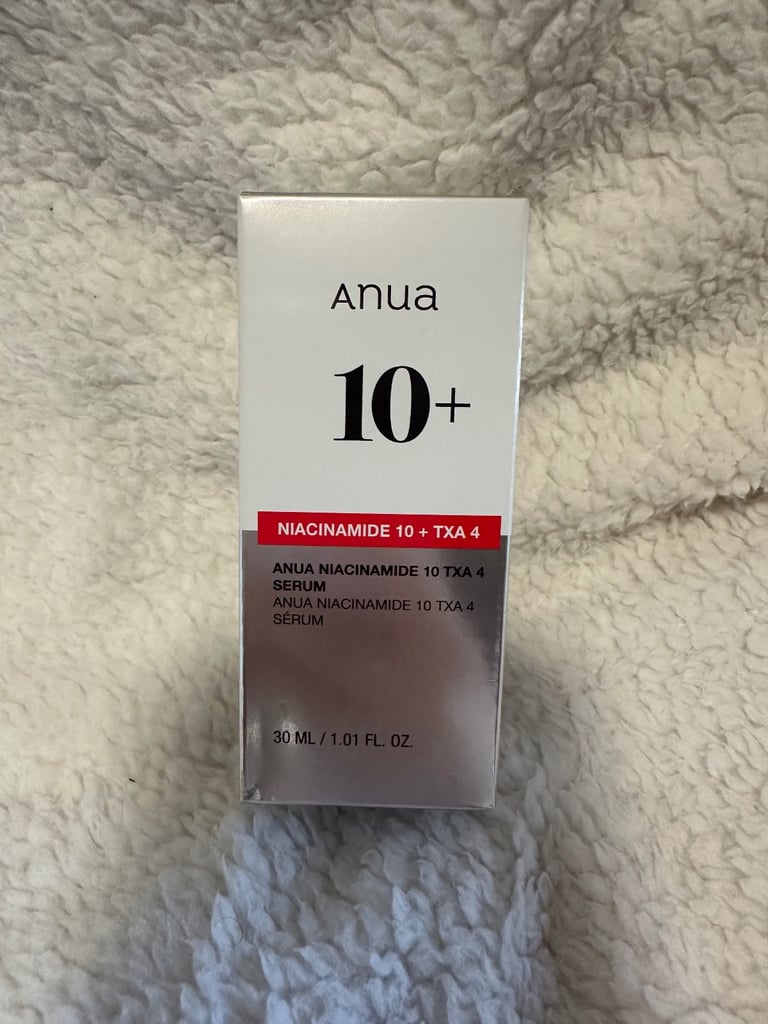 Anua
10+
NIACINAMIDE 10 + TXA 4
ANUA NIACINAMIDE 10 TXA 4
SERUM
ANUA NIACINAMIDE 10 TXA 4
SÉRUM
30 ML / 1.01 FL. OZ.